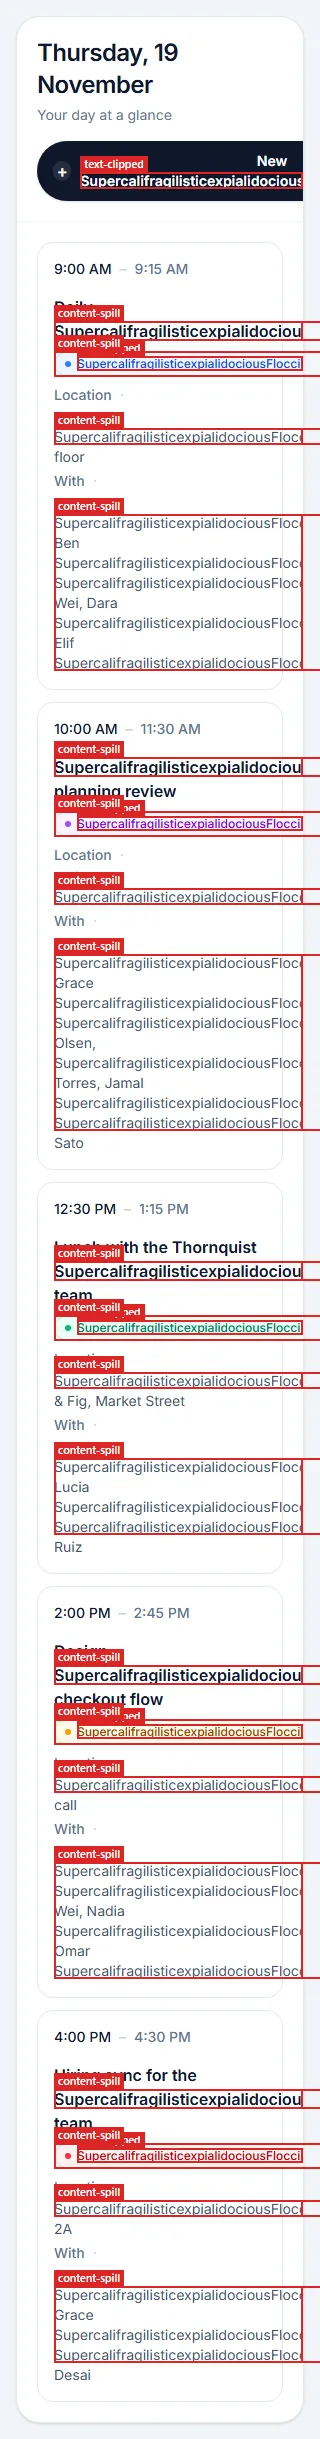 Thursday, 19
November
Your day at a glance
+ New
text-clipped
Supercalifragilisticexpialidocious
9:00 AM – 9:15 AM
Daily
content-spill
Supercalifragilisticexpialidociou
content-spill
SupercalifragilisticexpialidociousFlocci
Location ·
content-spill
SupercalifragilisticexpialidociousFlocc
floor
With ·
content-spill
SupercalifragilisticexpialidociousFlocc
Ben
SupercalifragilisticexpialidociousFlocc
SupercalifragilisticexpialidociousFlocc
Wei, Dara
SupercalifragilisticexpialidociousFlocc
Elif
SupercalifragilisticexpialidociousFlocc
10:00 AM – 11:30 AM
content-spill
Supercalifragilisticexpialidociou
planning review
content-spill
SupercalifragilisticexpialidociousFlocci
Location ·
content-spill
SupercalifragilisticexpialidociousFlocc
With ·
content-spill
SupercalifragilisticexpialidociousFlocc
Grace
SupercalifragilisticexpialidociousFlocc
SupercalifragilisticexpialidociousFlocc
Olsen,
SupercalifragilisticexpialidociousFlocc
Torres, Jamal
SupercalifragilisticexpialidociousFlocc
SupercalifragilisticexpialidociousFlocc
Sato
12:30 PM – 1:15 PM
Lunch with the Thornquist
content-spill
Supercalifragilisticexpialidociou
team
content-spill
SupercalifragilisticexpialidociousFlocci
content-spill
SupercalifragilisticexpialidociousFlocc
& Fig, Market Street
With ·
content-spill
SupercalifragilisticexpialidociousFlocc
Lucia
SupercalifragilisticexpialidociousFlocc
SupercalifragilisticexpialidociousFlocc
Ruiz
2:00 PM – 2:45 PM
Design
content-spill
Supercalifragilisticexpialidociou
checkout flow
content-spill
SupercalifragilisticexpialidociousFlocci
content-spill
SupercalifragilisticexpialidociousFlocc
call
With ·
content-spill
SupercalifragilisticexpialidociousFlocc
SupercalifragilisticexpialidociousFlocc
Wei, Nadia
SupercalifragilisticexpialidociousFlocc
Omar
SupercalifragilisticexpialidociousFlocc
4:00 PM – 4:30 PM
Hiring sync for the
content-spill
Supercalifragilisticexpialidociou
team
content-spill
SupercalifragilisticexpialidociousFlocci
content-spill
SupercalifragilisticexpialidociousFlocc
2A
With ·
content-spill
SupercalifragilisticexpialidociousFlocc
Grace
SupercalifragilisticexpialidociousFlocc
SupercalifragilisticexpialidociousFlocc
Desai